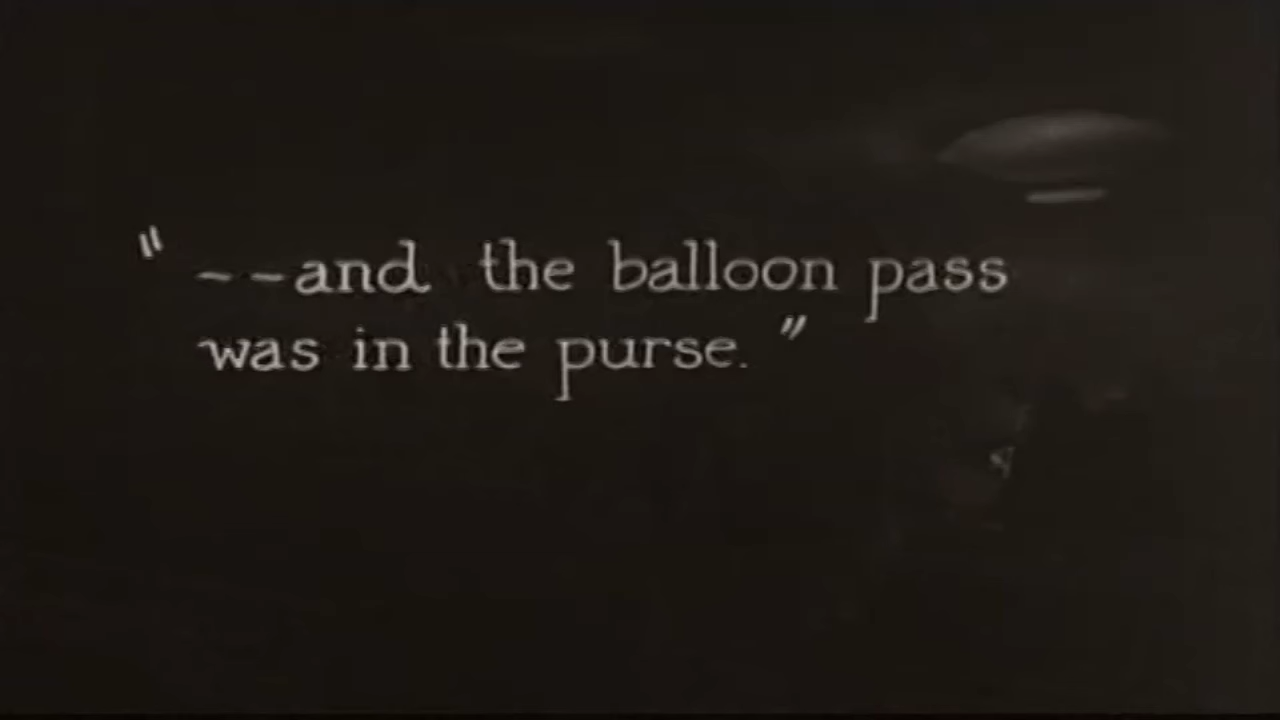 "--and the balloon pass
was in the purse."